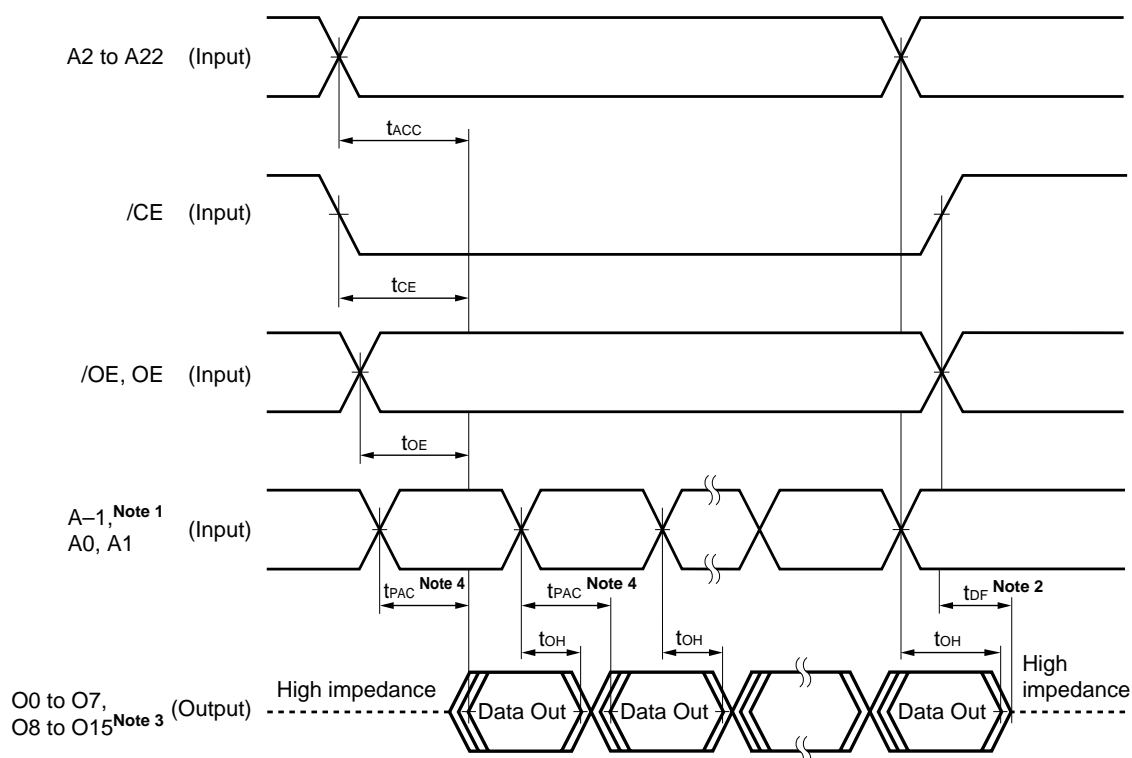 A2 to A22 (Input)
tACC
/CE (Input)
tCE
/OE, OE (Input)
tOE
A–1,Note 1
A0, A1
(Input)
tPAC Note 4
tPAC Note 4
tDF Note 2
tOH
tOH
tOH
High impedance
High
impedance
O0 to O7,
O8 to O15Note 3
(Output)
Data Out
Data Out
Data Out